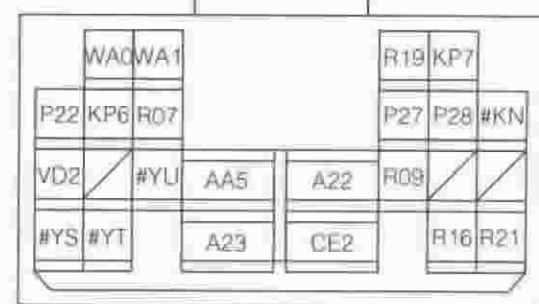 WA0 WA1 R19 KP7
P22 KP6 R07 P27 P28 #KN
VD2 #YU AA5 A22 R09
#YS #YT A23 CE2 R16 R21